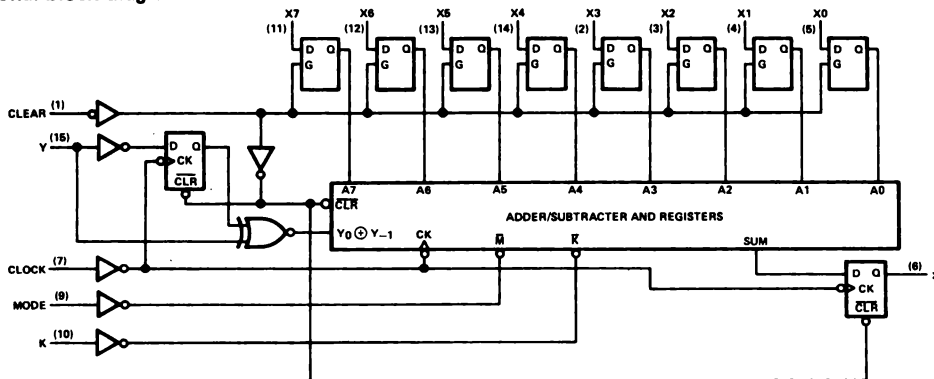 X7 X6 X5 X4 X3 X2 X1 X0
(11) (12) (13) (14) (2) (3) (4) (5)
D Q D Q D Q D Q D Q D Q D Q D Q
G G G G G G G G
CLEAR (1)
Y (15)
D Q
CK
CLR
A7 A6 A5 A4 A3 A2 A1 A0
CLR
ADDER/SUBTRACTER AND REGISTERS
Y0 ⊕ Y−1
CK M K SUM
CLOCK (7)
D Q (6)
CK
CLR
MODE (9)
K (10)